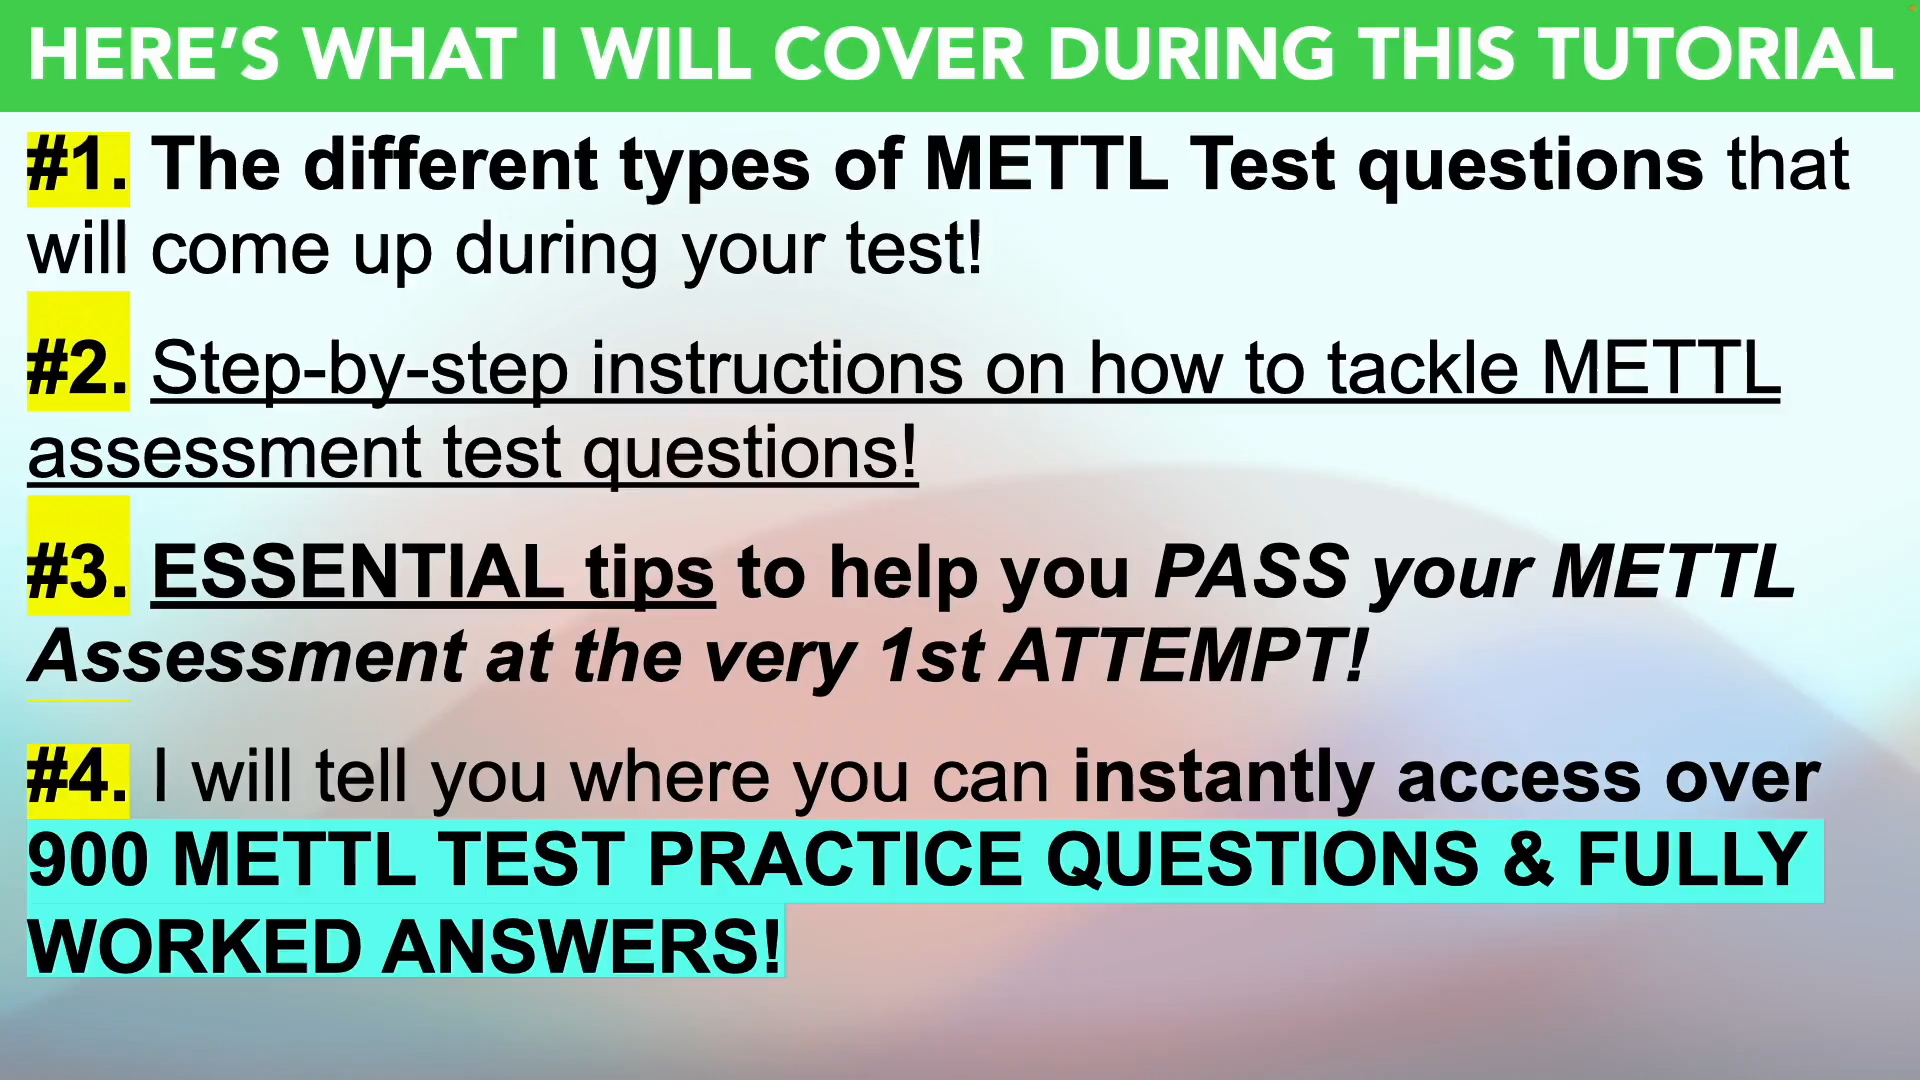 HERE’S WHAT I WILL COVER DURING THIS TUTORIAL
#1. The different types of METTL Test questions that
will come up during your test!
#2. Step-by-step instructions on how to tackle METTL
assessment test questions!
#3. ESSENTIAL tips to help you PASS your METTL
Assessment at the very 1st ATTEMPT!
#4. I will tell you where you can instantly access over
900 METTL TEST PRACTICE QUESTIONS & FULLY
WORKED ANSWERS!